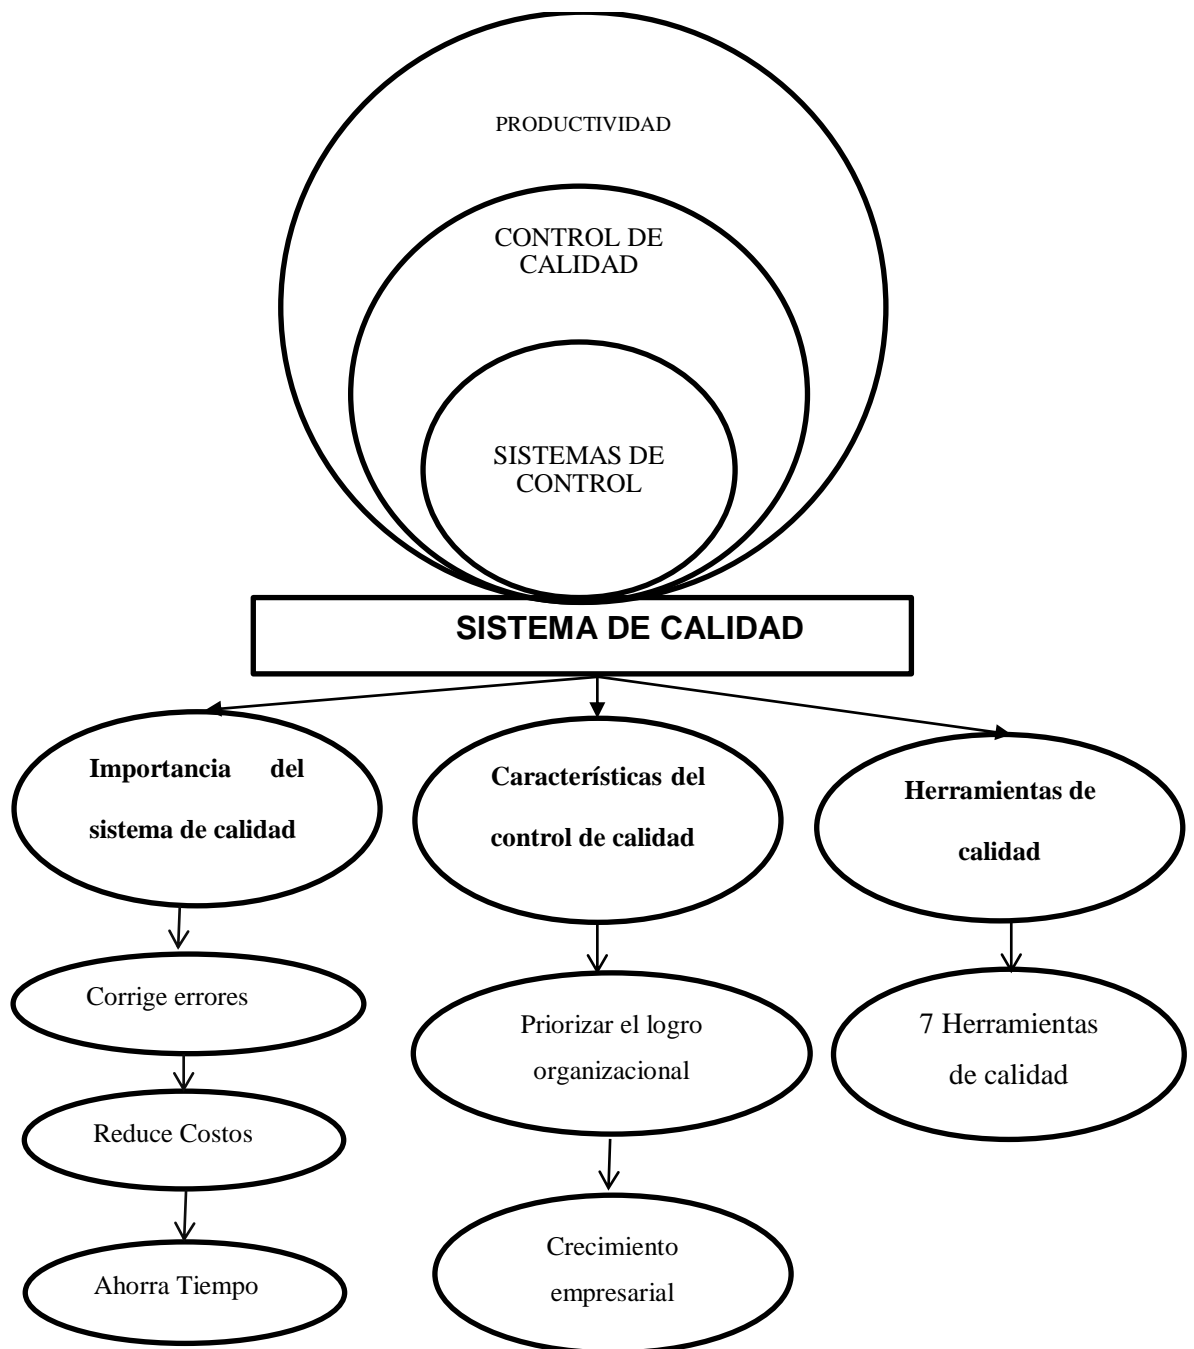 PRODUCTIVIDAD
CONTROL DE
CALIDAD
SISTEMAS DE
CONTROL
SISTEMA DE CALIDAD
Importancia del
sistema de calidad
Corrige errores
Reduce Costos
Ahorra Tiempo
Características del
control de calidad
Priorizar el logro
organizacional
Crecimiento
empresarial
Herramientas de
calidad
7 Herramientas
de calidad